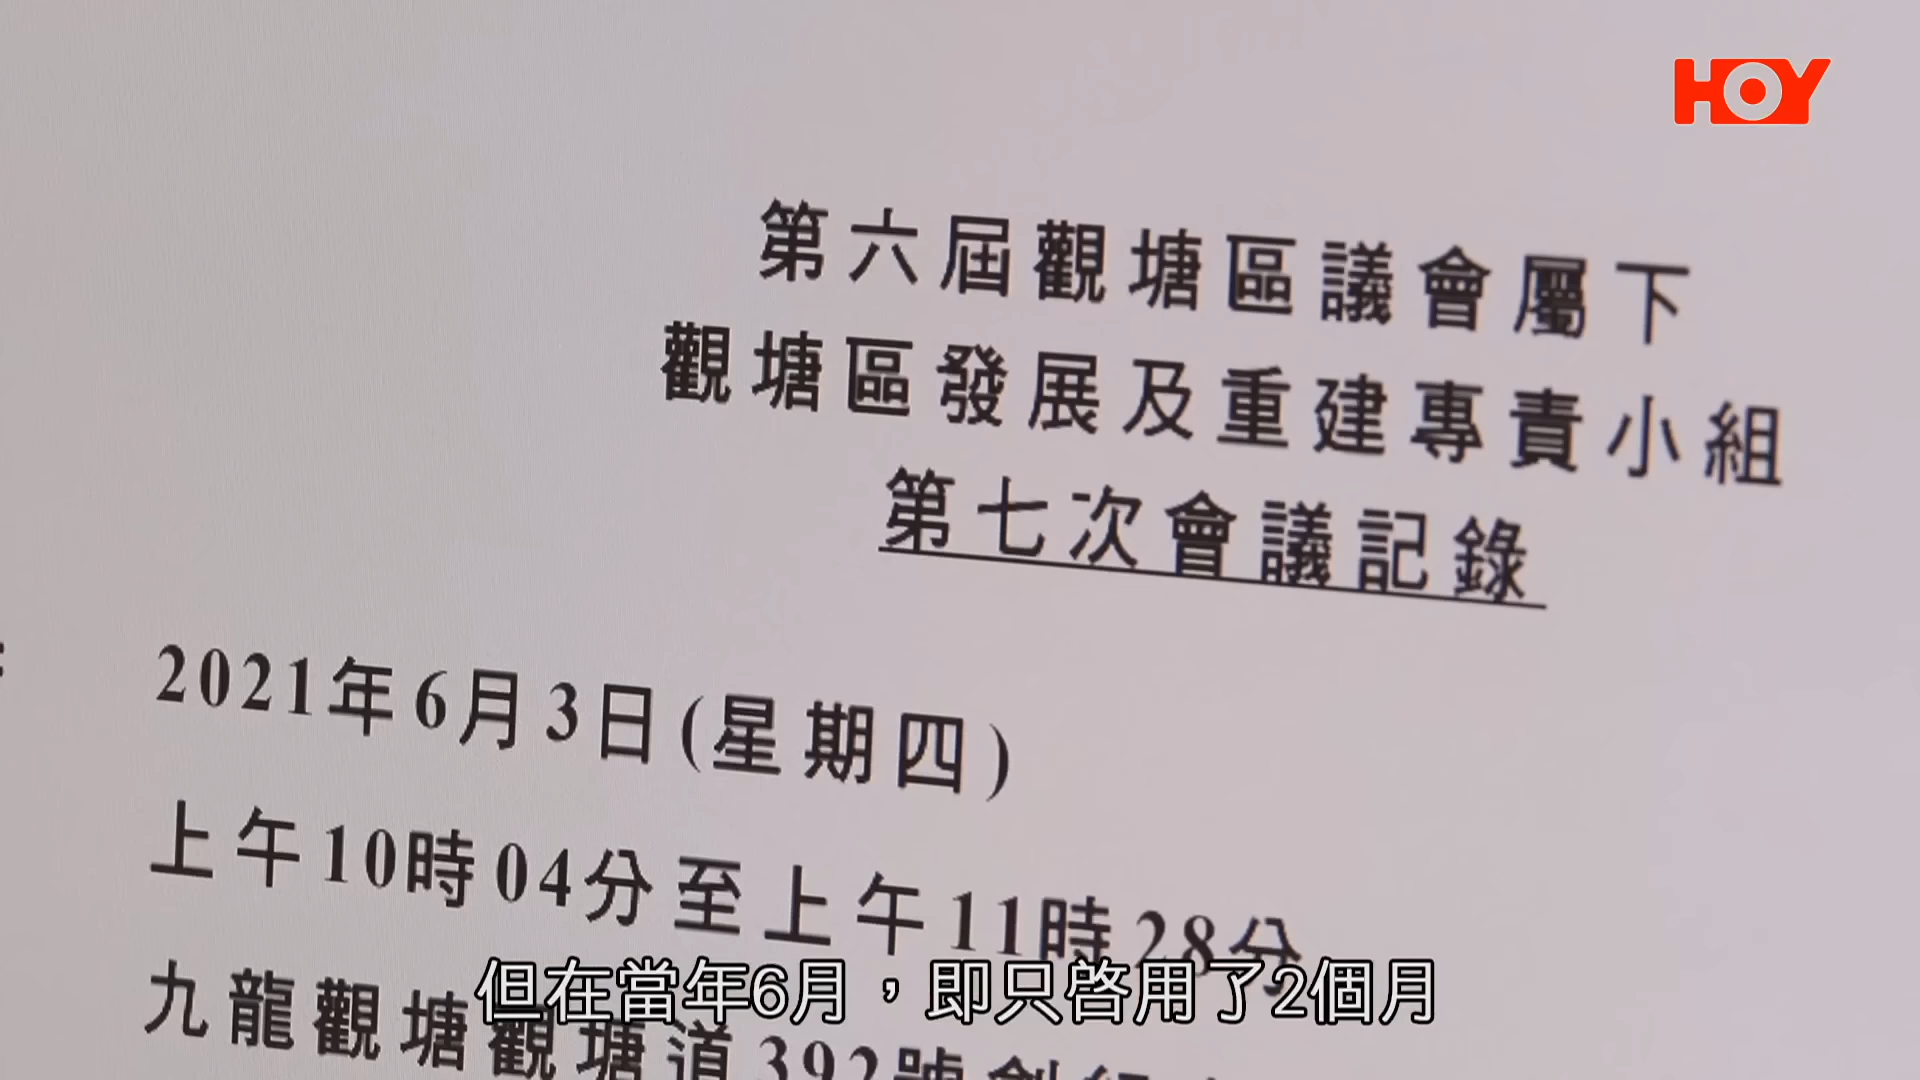 HOY
第六屆觀塘區議會屬下
觀塘區發展及重建專責小組
第七次會議記錄
2021年6月3日(星期四)
上午10時04分至上午11時28分
九龍觀塘觀塘道392號創紀
但在當年6月，即只啓用了2個月